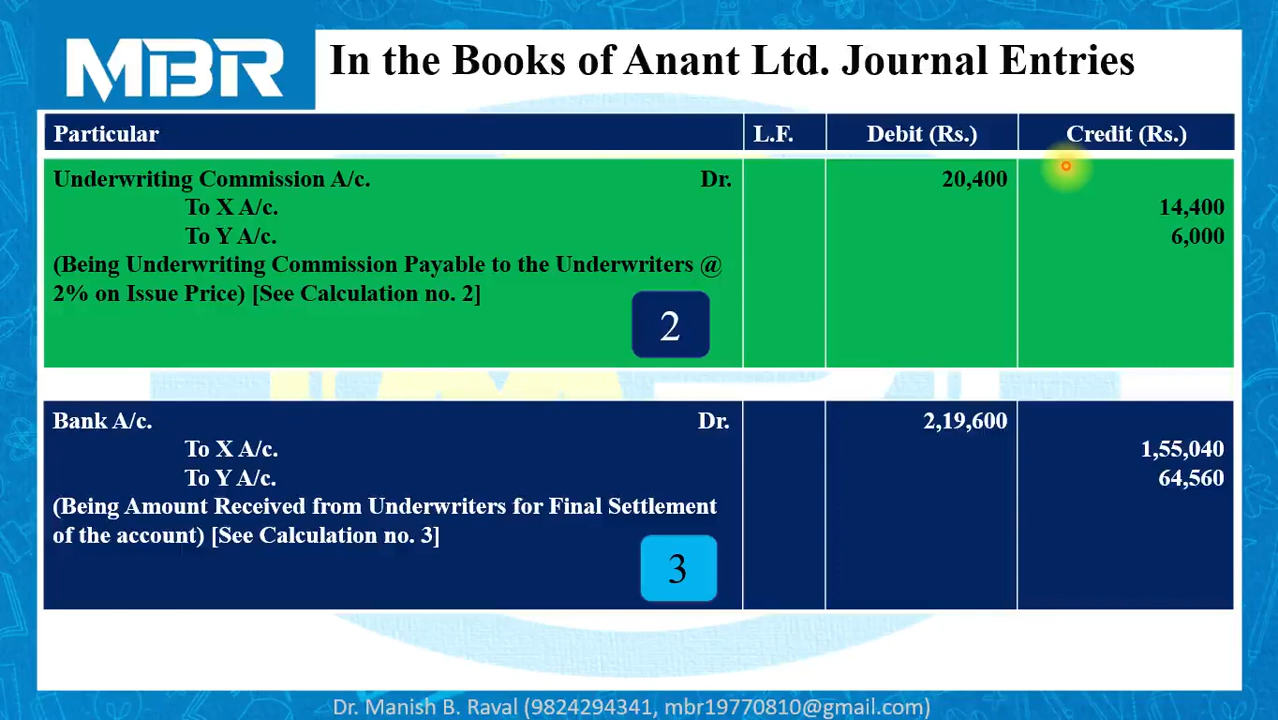 MBR
In the Books of Anant Ltd. Journal Entries
Particular L.F. Debit (Rs.) Credit (Rs.)
Underwriting Commission A/c. Dr. 20,400
To X A/c. 14,400
To Y A/c. 6,000
(Being Underwriting Commission Payable to the Underwriters @
2% on Issue Price) [See Calculation no. 2]
2
Bank A/c. Dr. 2,19,600
To X A/c. 1,55,040
To Y A/c. 64,560
(Being Amount Received from Underwriters for Final Settlement
of the account) [See Calculation no. 3]
3
Dr. Manish B. Raval (9824294341, mbr19770810@gmail.com)